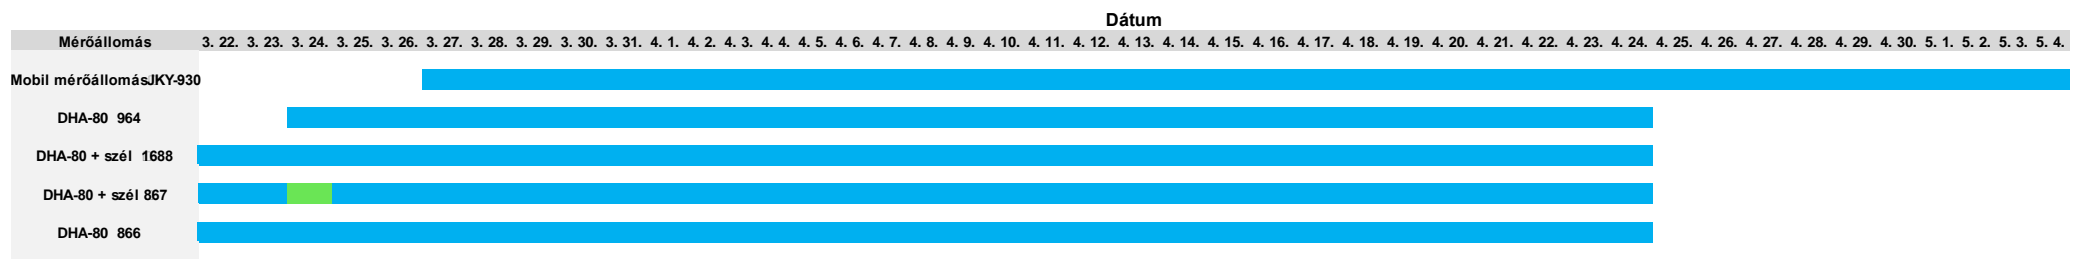 Dátum
Mérőállomás 3. 22. 3. 23. 3. 24. 3. 25. 3. 26. 3. 27. 3. 28. 3. 29. 3. 30. 3. 31. 4. 1. 4. 2. 4. 3. 4. 4. 4. 5. 4. 6. 4. 7. 4. 8. 4. 9. 4. 10. 4. 11. 4. 12. 4. 13. 4. 14. 4. 15. 4. 16. 4. 17. 4. 18. 4. 19. 4. 20. 4. 21. 4. 22. 4. 23. 4. 24. 4. 25. 4. 26. 4. 27. 4. 28. 4. 29. 4. 30. 5. 1. 5. 2. 5. 3. 5. 4.
Mobil mérőállomásJKY-930
DHA-80 964
DHA-80 + szél 1688
DHA-80 + szél 867
DHA-80 866